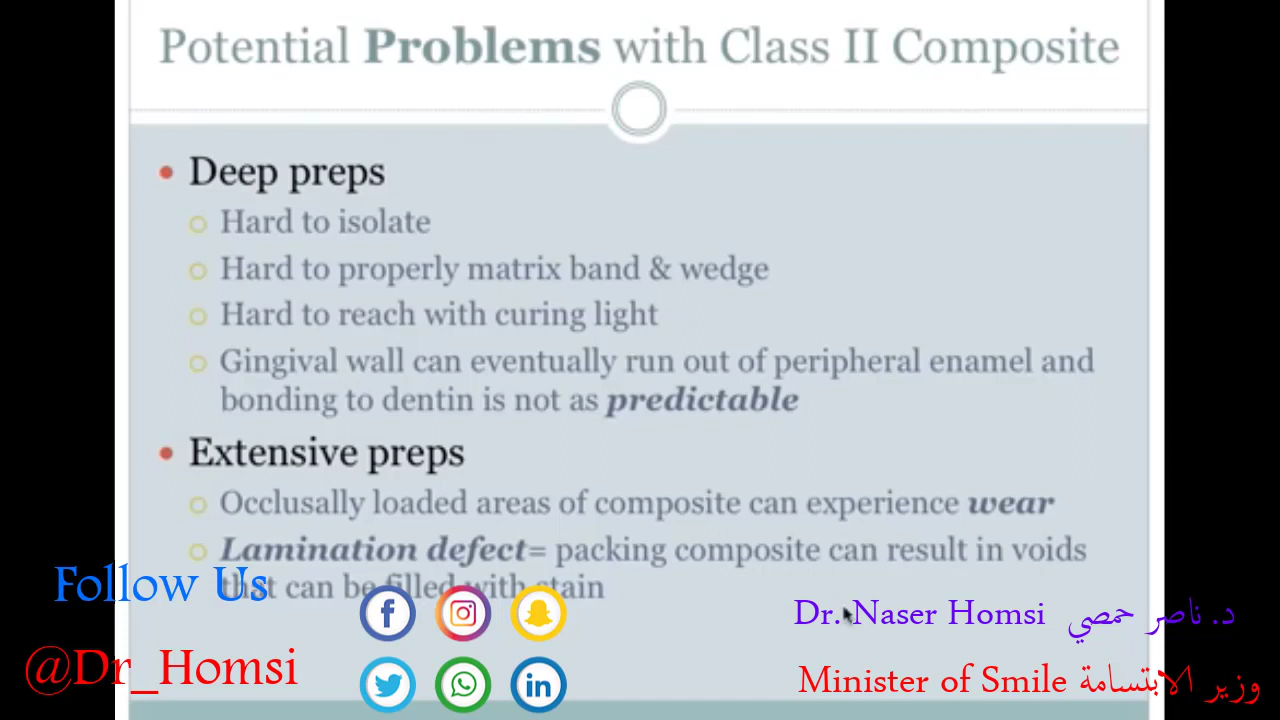 Potential Problems with Class II Composite
Deep preps
Hard to isolate
Hard to properly matrix band & wedge
Hard to reach with curing light
Gingival wall can eventually run out of peripheral enamel and
bonding to dentin is not as predictable
Extensive preps
Occlusally loaded areas of composite can experience wear
Lamination defect= packing composite can result in voids
that can be filled with stain
Follow Us
@Dr_Homsi
Dr. Naser Homsi د. ناصر حمصي
Minister of Smile وزير الابتسامة